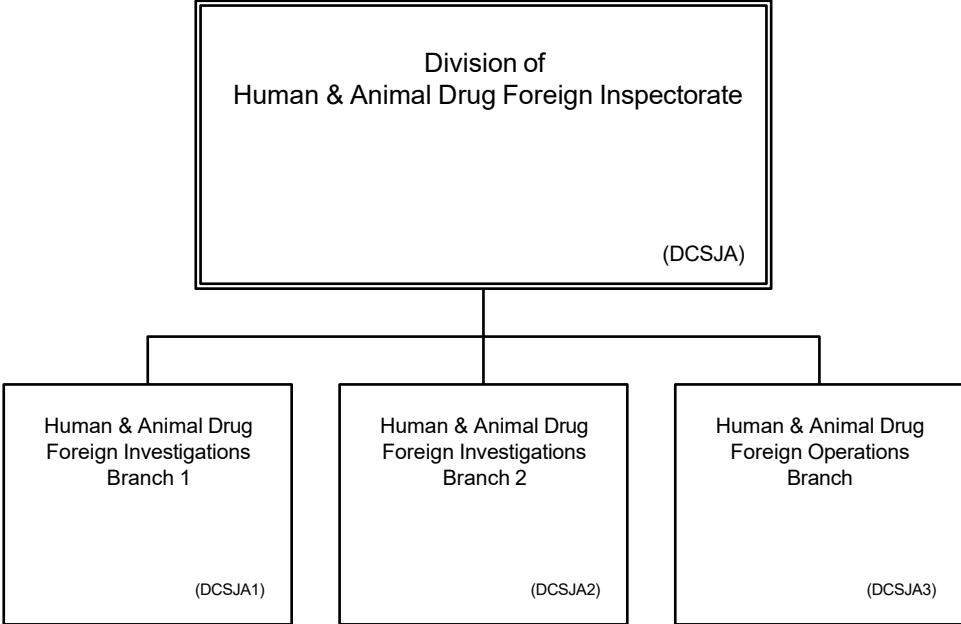 Division of
Human & Animal Drug Foreign Inspectorate
(DCSJA)
Human & Animal Drug
Foreign Investigations
Branch 1
(DCSJA1)
Human & Animal Drug
Foreign Investigations
Branch 2
(DCSJA2)
Human & Animal Drug
Foreign Operations
Branch
(DCSJA3)